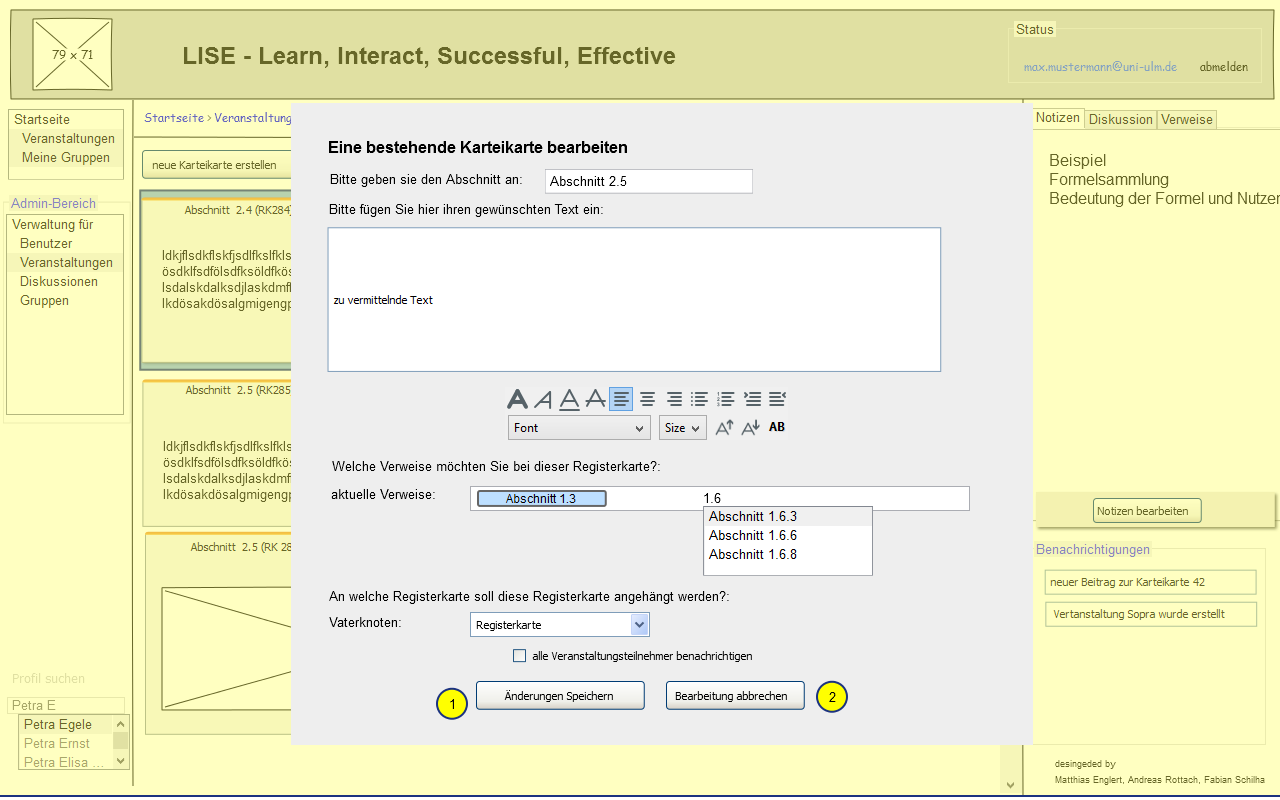 79 x 71
LISE - Learn, Interact, Successful, Effective
Status
max.mustermann@uni-ulm.de abmelden
Startseite
Veranstaltungen
Meine Gruppen
Admin-Bereich
Verwaltung für
Benutzer
Veranstaltungen
Diskussionen
Gruppen
Profil suchen
Petra E
Petra Egele
Petra Ernst
Petra Elisa ...
Startseite > Veranstaltung
neue Karteikarte erstellen
Abschnitt 2.4 (RK284)
ldkjflsdkflskfjsdlfkslfkls
ösdklfsdfölsdfksöldfkös
lsdalskdalksdjlaskdmff
lkdösakdösalgmigengp
Abschnitt 2.5 (RK285
ldkjflsdkflskfjsdlfkslfkls
ösdklfsdfölsdfksöldfkös
lsdalskdalksdjlaskdmff
lkdösakdösalgmigengp
Abschnitt 2.5 (RK 28
Eine bestehende Karteikarte bearbeiten
Bitte geben sie den Abschnitt an: Abschnitt 2.5
Bitte fügen Sie hier ihren gewünschten Text ein:
zu vermittelnde Text
Font Size AB
Welche Verweise möchten Sie bei dieser Registerkarte?:
aktuelle Verweise: Abschnitt 1.3 1.6
Abschnitt 1.6.3
Abschnitt 1.6.6
Abschnitt 1.6.8
An welche Registerkarte soll diese Registerkarte angehängt werden?:
Vaterknoten: Registerkarte
alle Veranstaltungsteilnehmer benachrichtigen
1 Änderungen Speichern Bearbeitung abbrechen 2
Notizen Diskussion Verweise
Beispiel
Formelsammlung
Bedeutung der Formel und Nutzen
Notizen bearbeiten
Benachrichtigungen
neuer Beitrag zur Karteikarte 42
Vertanstaltung Sopra wurde erstellt
desingeded by
Matthias Englert, Andreas Rottach, Fabian Schilha